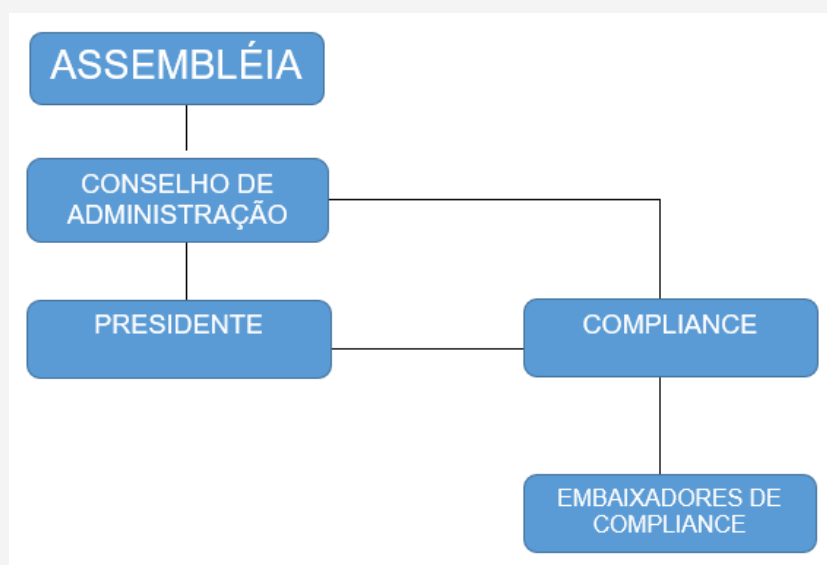 ASSEMBLÉIA
CONSELHO DE
ADMINISTRAÇÃO
PRESIDENTE
COMPLIANCE
EMBAIXADORES DE
COMPLIANCE